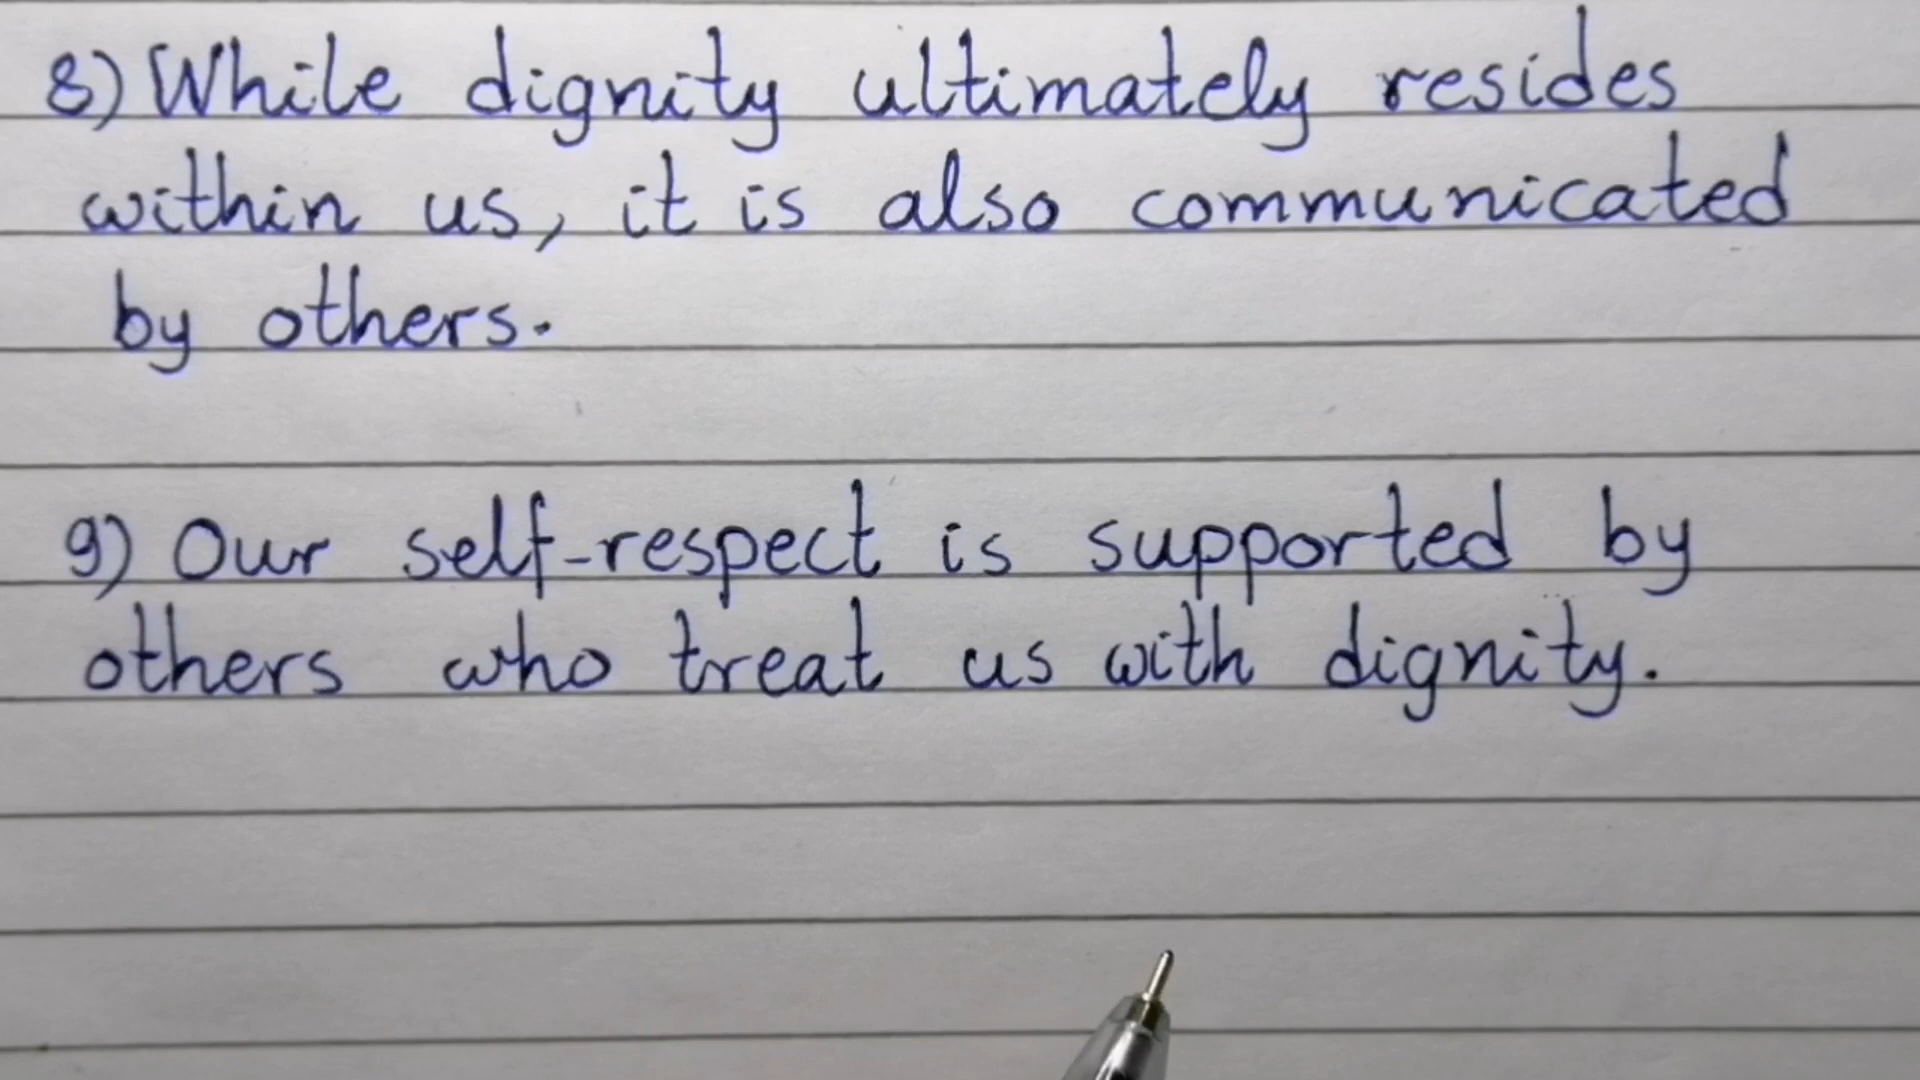 8) While dignity ultimately resides
within us, it is also communicated
by others.
9) Our self-respect is supported by
others who treat us with dignity.